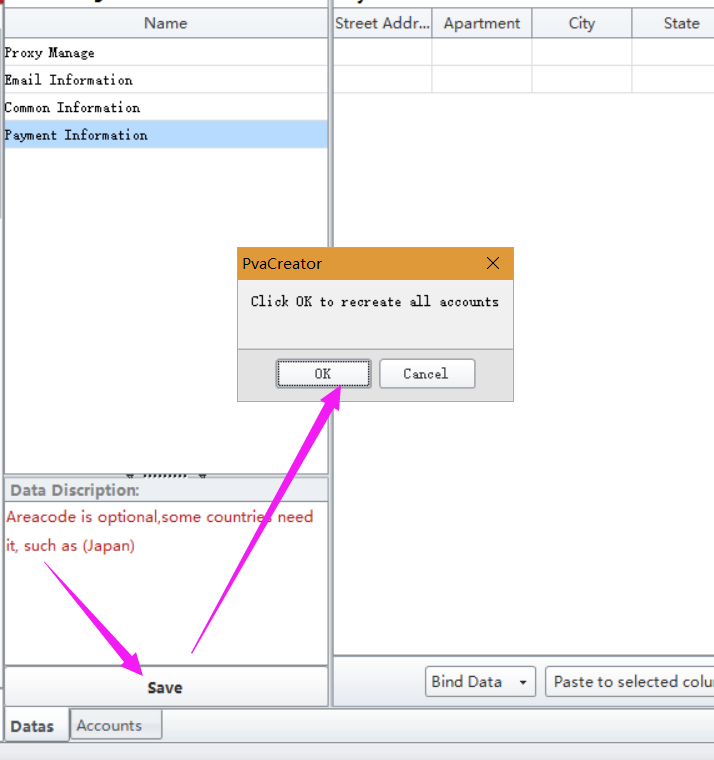 Name
Street Addr...
Apartment
City
State
Proxy Manage
Email Information
Common Information
Payment Information
PvaCreator
Click OK to recreate all accounts
OK
Cancel
Data Discription:
Areacode is optional,some countries need
it, such as (Japan)
Save
Bind Data
Paste to selected colu
Datas
Accounts